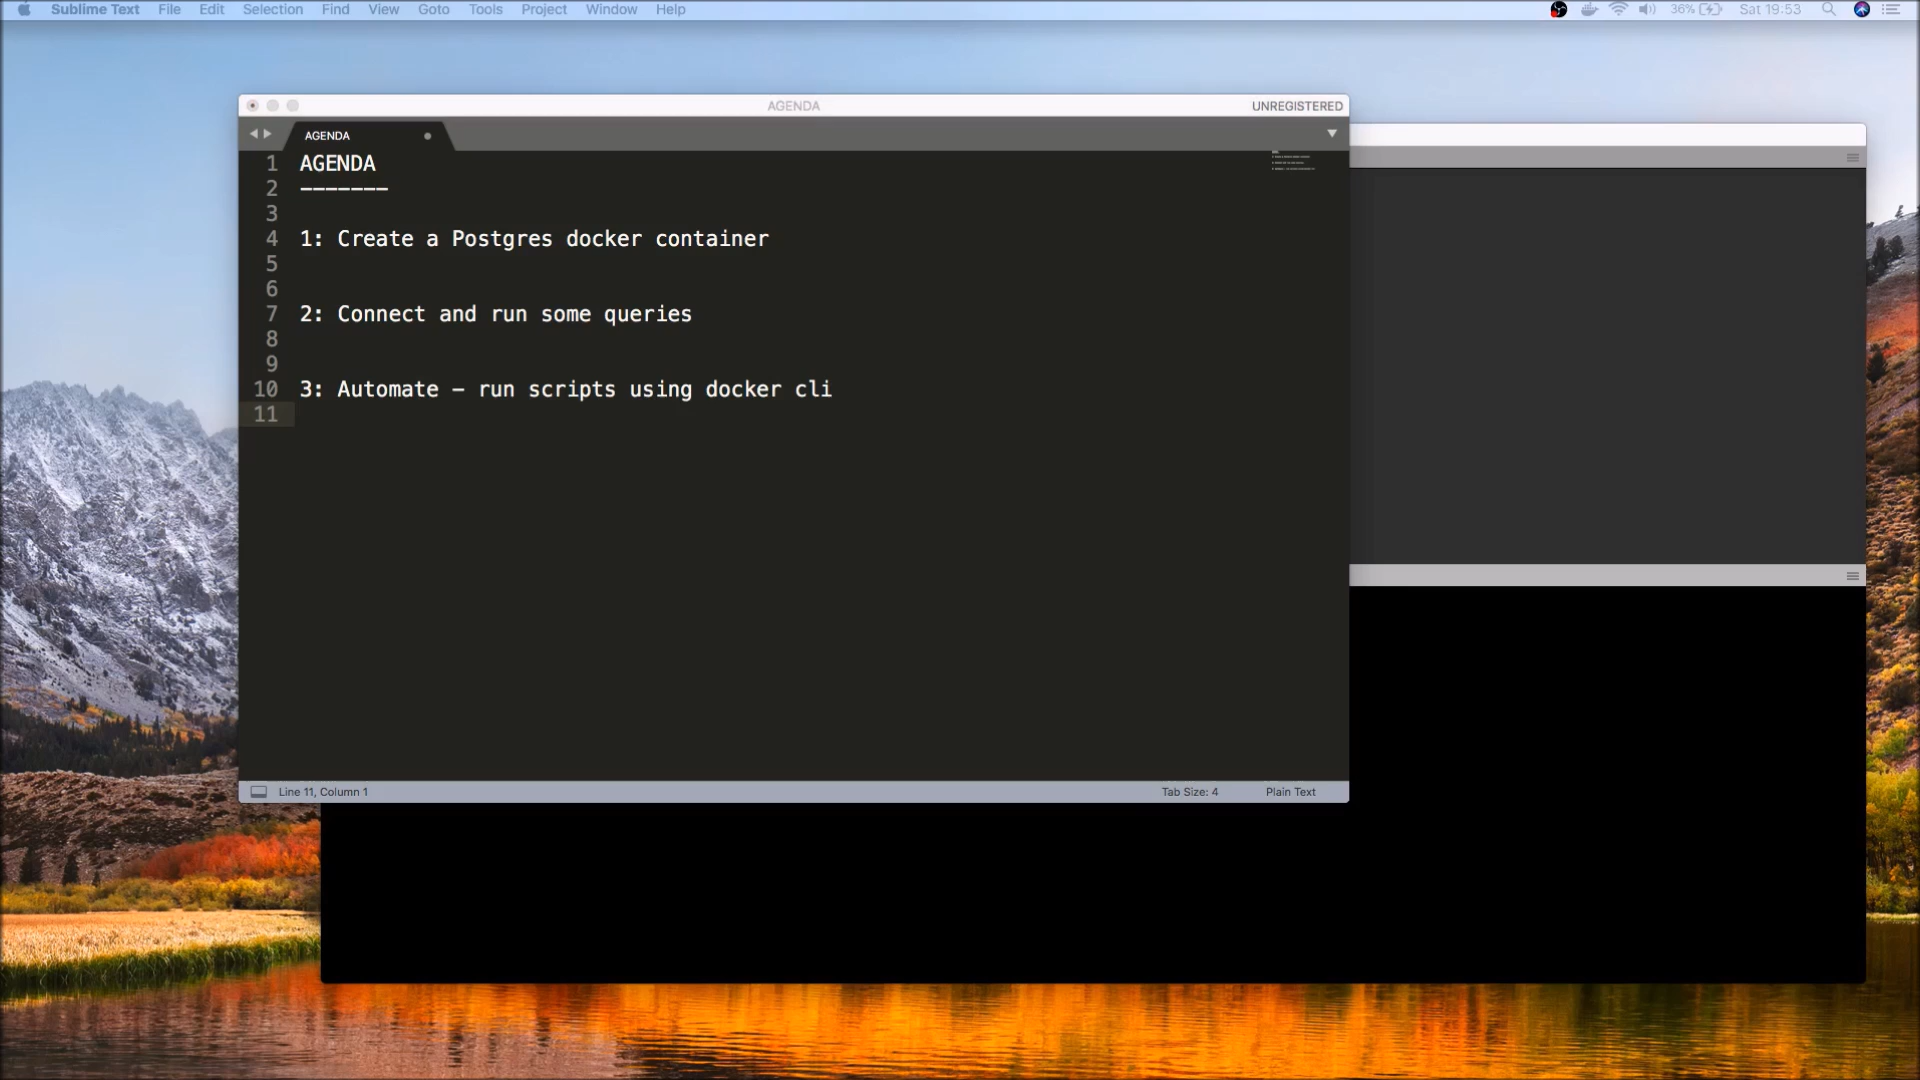 Sublime Text File Edit Selection Find View Goto Tools Project Window Help 36% Sat 19:53
AGENDA UNREGISTERED
AGENDA
1 AGENDA
2 -------
3
4 1: Create a Postgres docker container
5
6
7 2: Connect and run some queries
8
9
10 3: Automate - run scripts using docker cli
11
Line 11, Column 1 Tab Size: 4 Plain Text